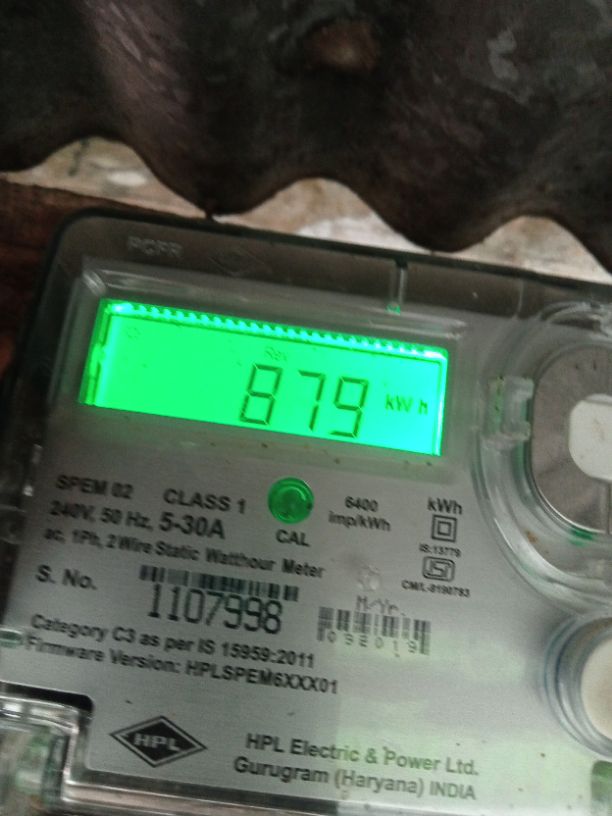 Rev
879 kWh
SPEM 02 CLASS 1
240V, 50 Hz, 5-30A
CAL
6400
imp/kWh
kWh
IS:13779
CM/L-8190793
ac, 1Ph, 2 Wire Static Watthour Meter
S. No.
1107998
M/Yr.
092019
Category C3 as per IS 15959:2011
Firmware Version: HPLSPEM6XXX01
HPL
HPL Electric & Power Ltd.
Gurugram (Haryana) INDIA